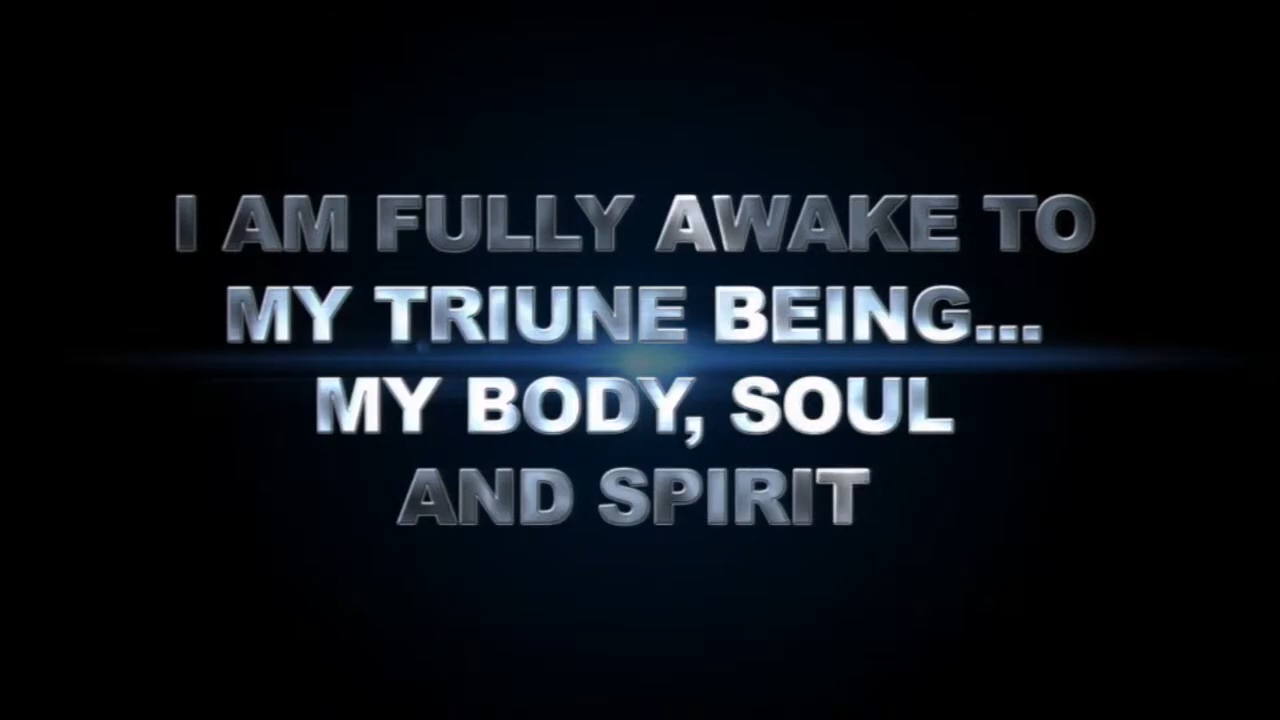 I AM FULLY AWAKE TO
MY TRIUNE BEING...
MY BODY, SOUL
AND SPIRIT